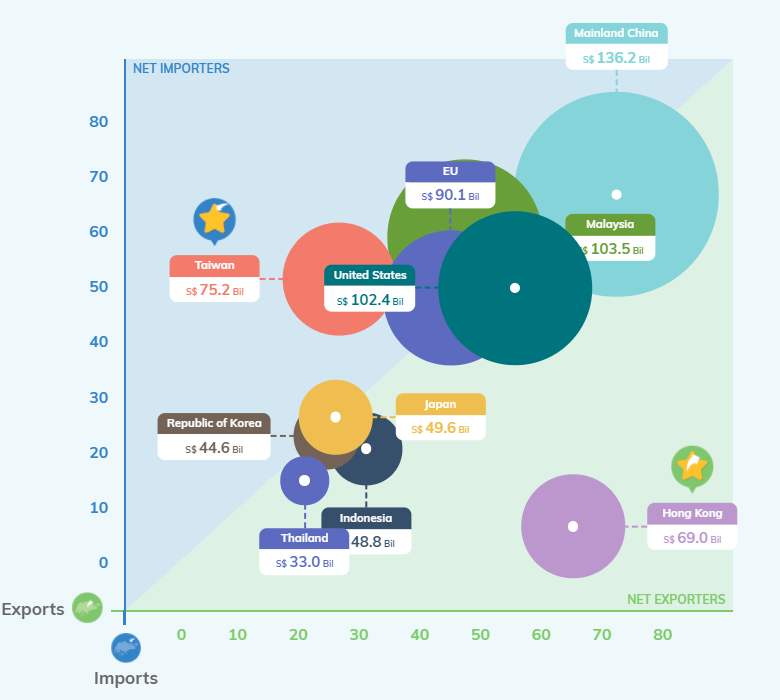 Mainland China
S$ 136.2 Bil
NET IMPORTERS
80
70
60
50
40
30
20
10
0
EU
S$ 90.1 Bil
Malaysia
$ 103.5 Bil
Taiwan
S$ 75.2 Bil
United States
S$ 102.4 Bil
Japan
S$ 49.6 Bil
Republic of Korea
S$ 44.6 Bil
Indonesia
48.8 Bil
Thailand
S$ 33.0 Bil
Hong Kong
S$ 69.0 Bil
NET EXPORTERS
Exports
0 10 20 30 40 50 60 70 80
Imports